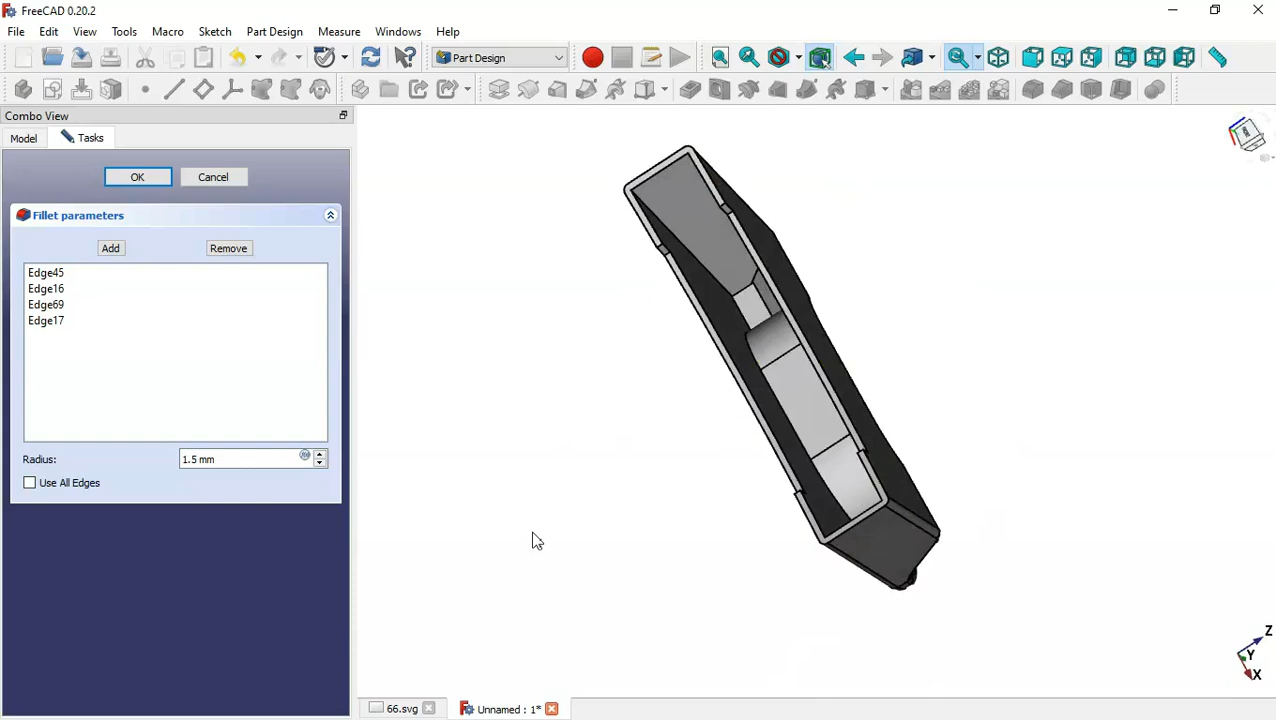 FreeCAD 0.20.2
File Edit View Tools Macro Sketch Part Design Measure Windows Help
Part Design
Combo View
Model Tasks
OK Cancel
Fillet parameters
Add Remove
Edge45
Edge16
Edge69
Edge17
Radius: 1.5 mm
Use All Edges
Z
Y
X
66.svg Unnamed : 1*